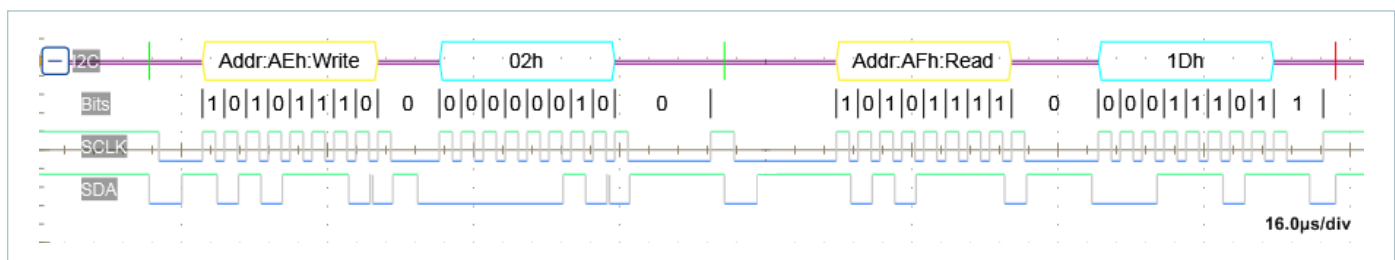 I2C Addr:AEh:Write 02h Addr:AFh:Read 1Dh
Bits 1 0 1 0 1 1 1 0 0 0 0 0 0 0 0 1 0 0 1 0 1 0 1 1 1 1 0 0 0 0 1 1 1 0 1 1
SCLK
SDA
16.0µs/div